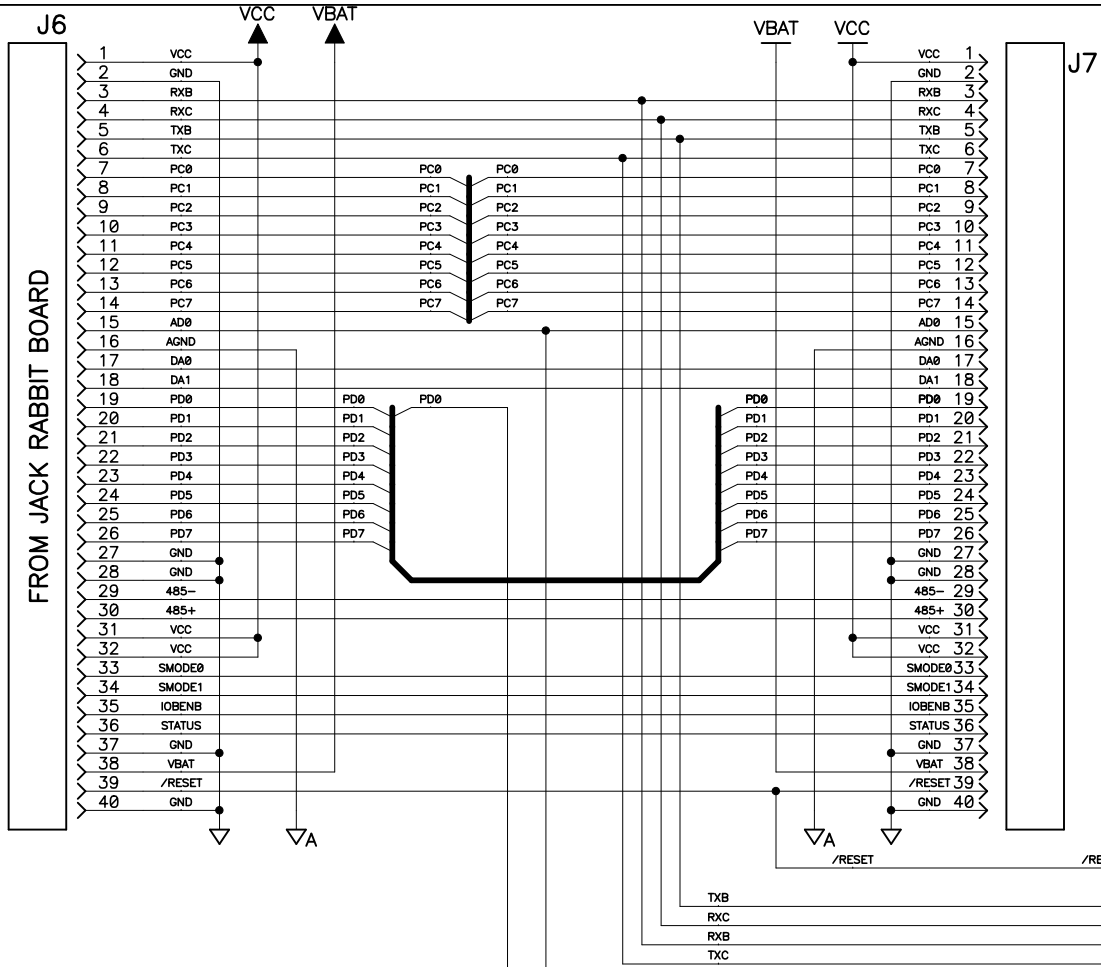 J6
VCC
VBAT
VBAT
VCC
J7
FROM JACK RABBIT BOARD
1 VCC VCC 1
2 GND GND 2
3 RXB RXB 3
4 RXC RXC 4
5 TXB TXB 5
6 TXC TXC 6
7 PC0 PC0 PC0 PC0 7
8 PC1 PC1 PC1 PC1 8
9 PC2 PC2 PC2 PC2 9
10 PC3 PC3 PC3 PC3 10
11 PC4 PC4 PC4 PC4 11
12 PC5 PC5 PC5 PC5 12
13 PC6 PC6 PC6 PC6 13
14 PC7 PC7 PC7 PC7 14
15 AD0 AD0 15
16 AGND AGND 16
17 DA0 DA0 17
18 DA1 DA1 18
19 PD0 PD0 PD0 PD0 PD0 19
20 PD1 PD1 PD1 PD1 20
21 PD2 PD2 PD2 PD2 21
22 PD3 PD3 PD3 PD3 22
23 PD4 PD4 PD4 PD4 23
24 PD5 PD5 PD5 PD5 24
25 PD6 PD6 PD6 PD6 25
26 PD7 PD7 PD7 PD7 26
27 GND GND 27
28 GND GND 28
29 485- 485- 29
30 485+ 485+ 30
31 VCC VCC 31
32 VCC VCC 32
33 SMODE0 SMODE0 33
34 SMODE1 SMODE1 34
35 IOBENB IOBENB 35
36 STATUS STATUS 36
37 GND GND 37
38 VBAT VBAT 38
39 /RESET /RESET 39
40 GND GND 40
A
A
/RESET /RE
TXB
RXC
RXB
TXC